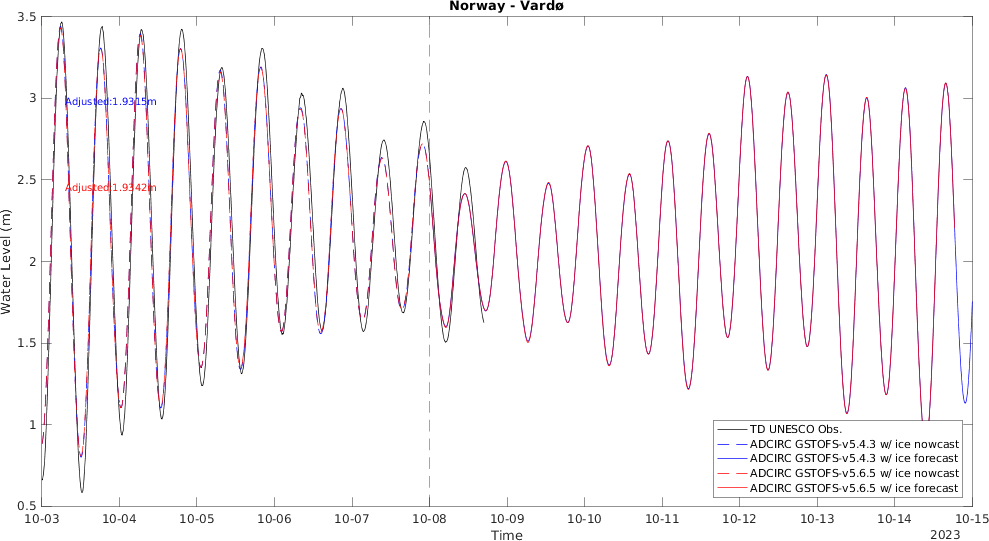 Norway - Vardø
3.5
3
2.5
2
1.5
1
0.5
Water Level (m)
Adjusted:1.9315m
Adjusted:1.9342m
TD UNESCO Obs.
ADCIRC GSTOFS-v5.4.3 w/ ice nowcast
ADCIRC GSTOFS-v5.4.3 w/ ice forecast
ADCIRC GSTOFS-v5.6.5 w/ ice nowcast
ADCIRC GSTOFS-v5.6.5 w/ ice forecast
10-03 10-04 10-05 10-06 10-07 10-08 10-09 10-10 10-11 10-12 10-13 10-14 10-15
Time
2023